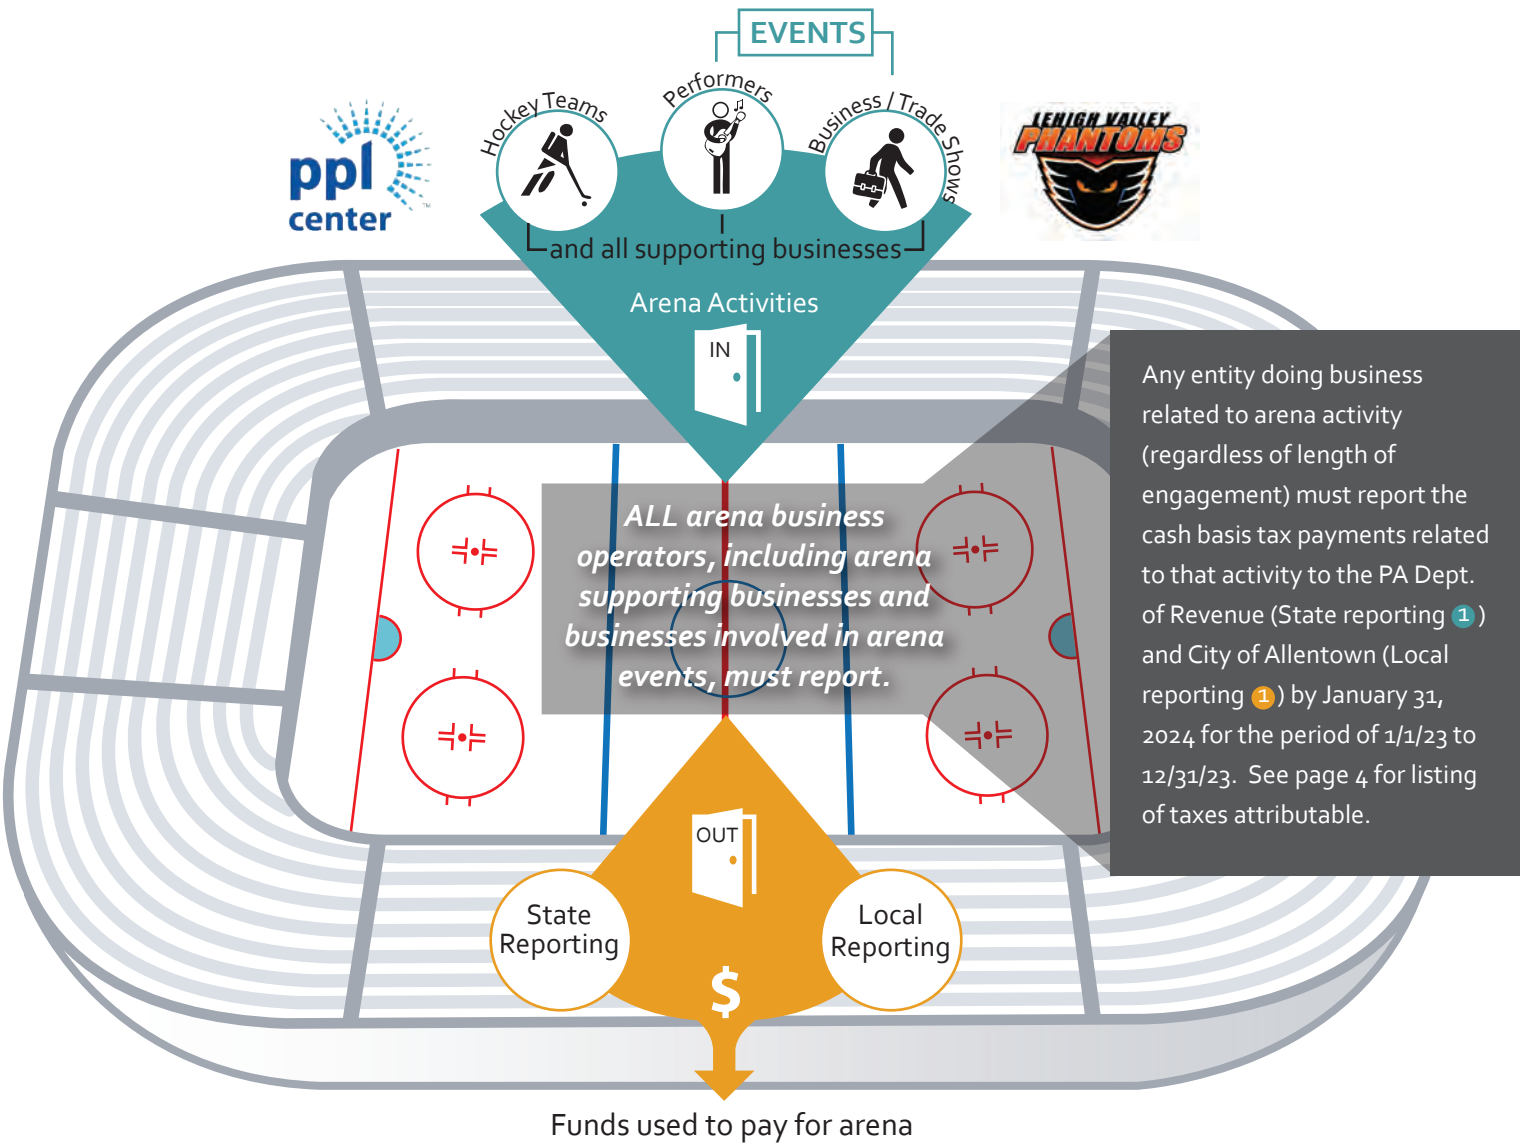 EVENTS
Hockey Teams
Performers
Business / Trade Shows
ppl
center
™
LEHIGH VALLEY
PHANTOMS
and all supporting businesses
Arena Activities
IN
ALL arena business
operators, including arena
supporting businesses and
businesses involved in arena
events, must report.
Any entity doing business
related to arena activity
(regardless of length of
engagement) must report the
cash basis tax payments related
to that activity to the PA Dept.
of Revenue (State reporting 1)
and City of Allentown (Local
reporting 1) by January 31,
2024 for the period of 1/1/23 to
12/31/23.  See page 4 for listing
of taxes attributable.
OUT
State
Reporting
Local
Reporting
$
Funds used to pay for arena